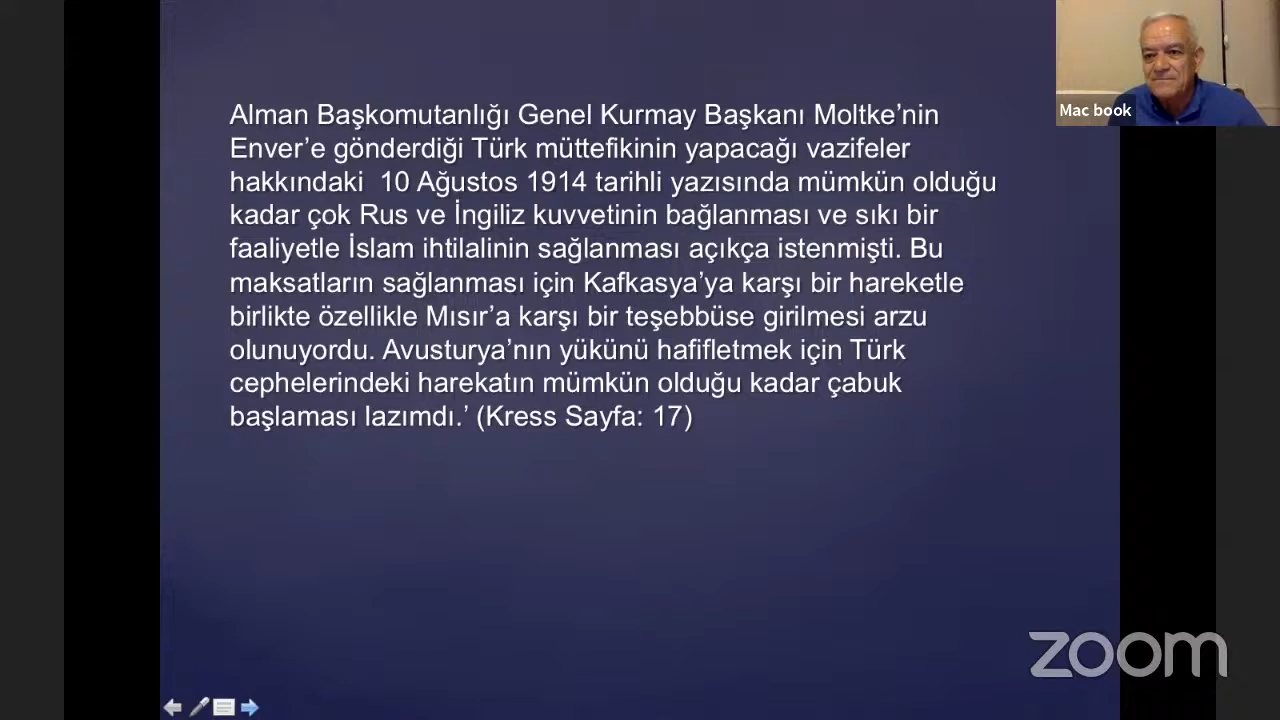 Alman Başkomutanlığı Genel Kurmay Başkanı Moltke’nin
Enver’e gönderdiği Türk müttefikinin yapacağı vazifeler
hakkındaki  10 Ağustos 1914 tarihli yazısında mümkün olduğu
kadar çok Rus ve İngiliz kuvvetinin bağlanması ve sıkı bir
faaliyetle İslam ihtilalinin sağlanması açıkça istenmişti. Bu
maksatların sağlanması için Kafkasya’ya karşı bir hareketle
birlikte özellikle Mısır’a karşı bir teşebbüse girilmesi arzu
olunuyordu. Avusturya’nın yükünü hafifletmek için Türk
cephelerindeki harekatın mümkün olduğu kadar çabuk
başlaması lazımdı.’ (Kress Sayfa: 17)
Mac book
zoom